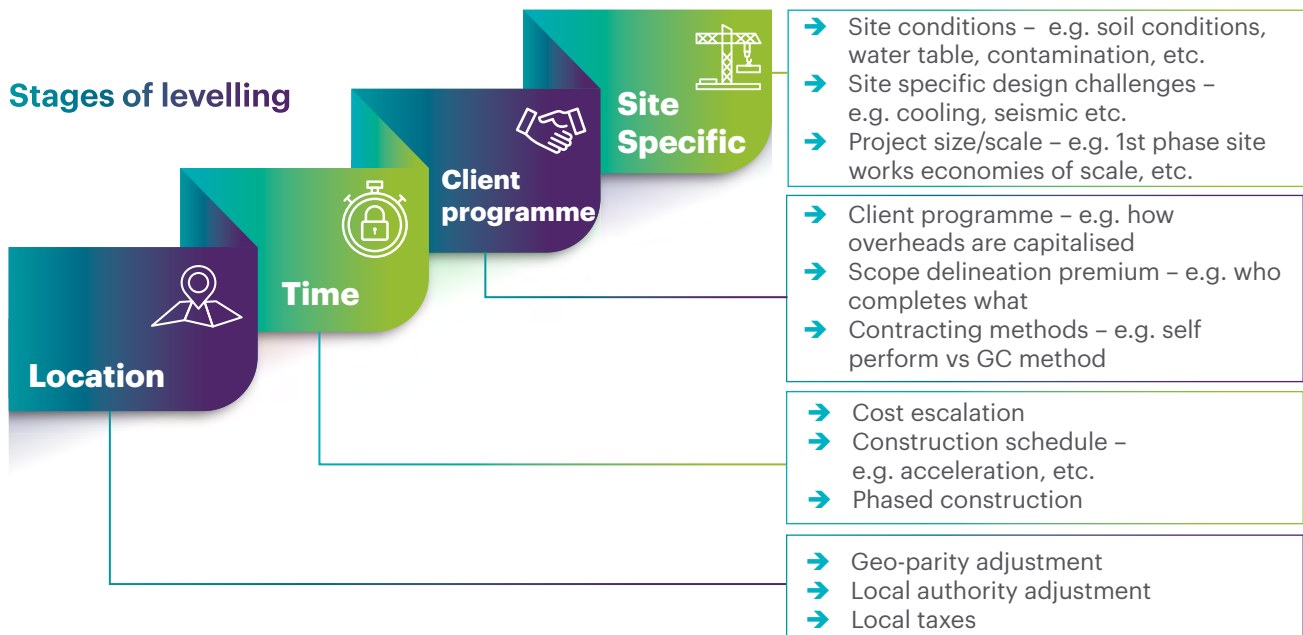 Stages of levelling
Site
Specific
Client
programme
Time
Location
➔ Site conditions – e.g. soil conditions,
water table, contamination, etc.
➔ Site specific design challenges –
e.g. cooling, seismic etc.
➔ Project size/scale – e.g. 1st phase site
works economies of scale, etc.
➔ Client programme – e.g. how
overheads are capitalised
➔ Scope delineation premium – e.g. who
completes what
➔ Contracting methods – e.g. self
perform vs GC method
➔ Cost escalation
➔ Construction schedule –
e.g. acceleration, etc.
➔ Phased construction
➔ Geo-parity adjustment
➔ Local authority adjustment
➔ Local taxes